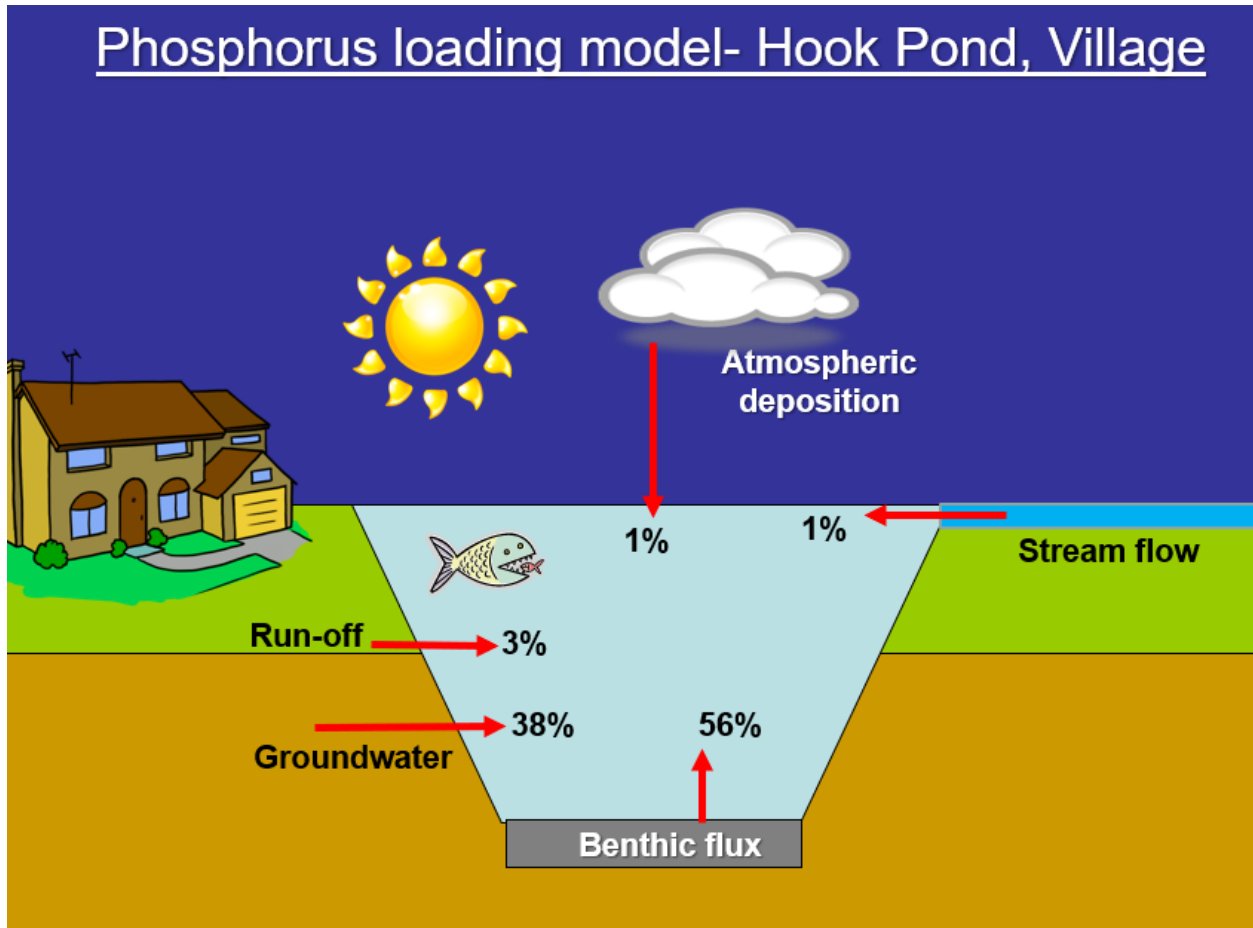 Phosphorus loading model- Hook Pond, Village
Atmospheric
deposition
1%
1%
Stream flow
Run-off
3%
38%
56%
Groundwater
Benthic flux